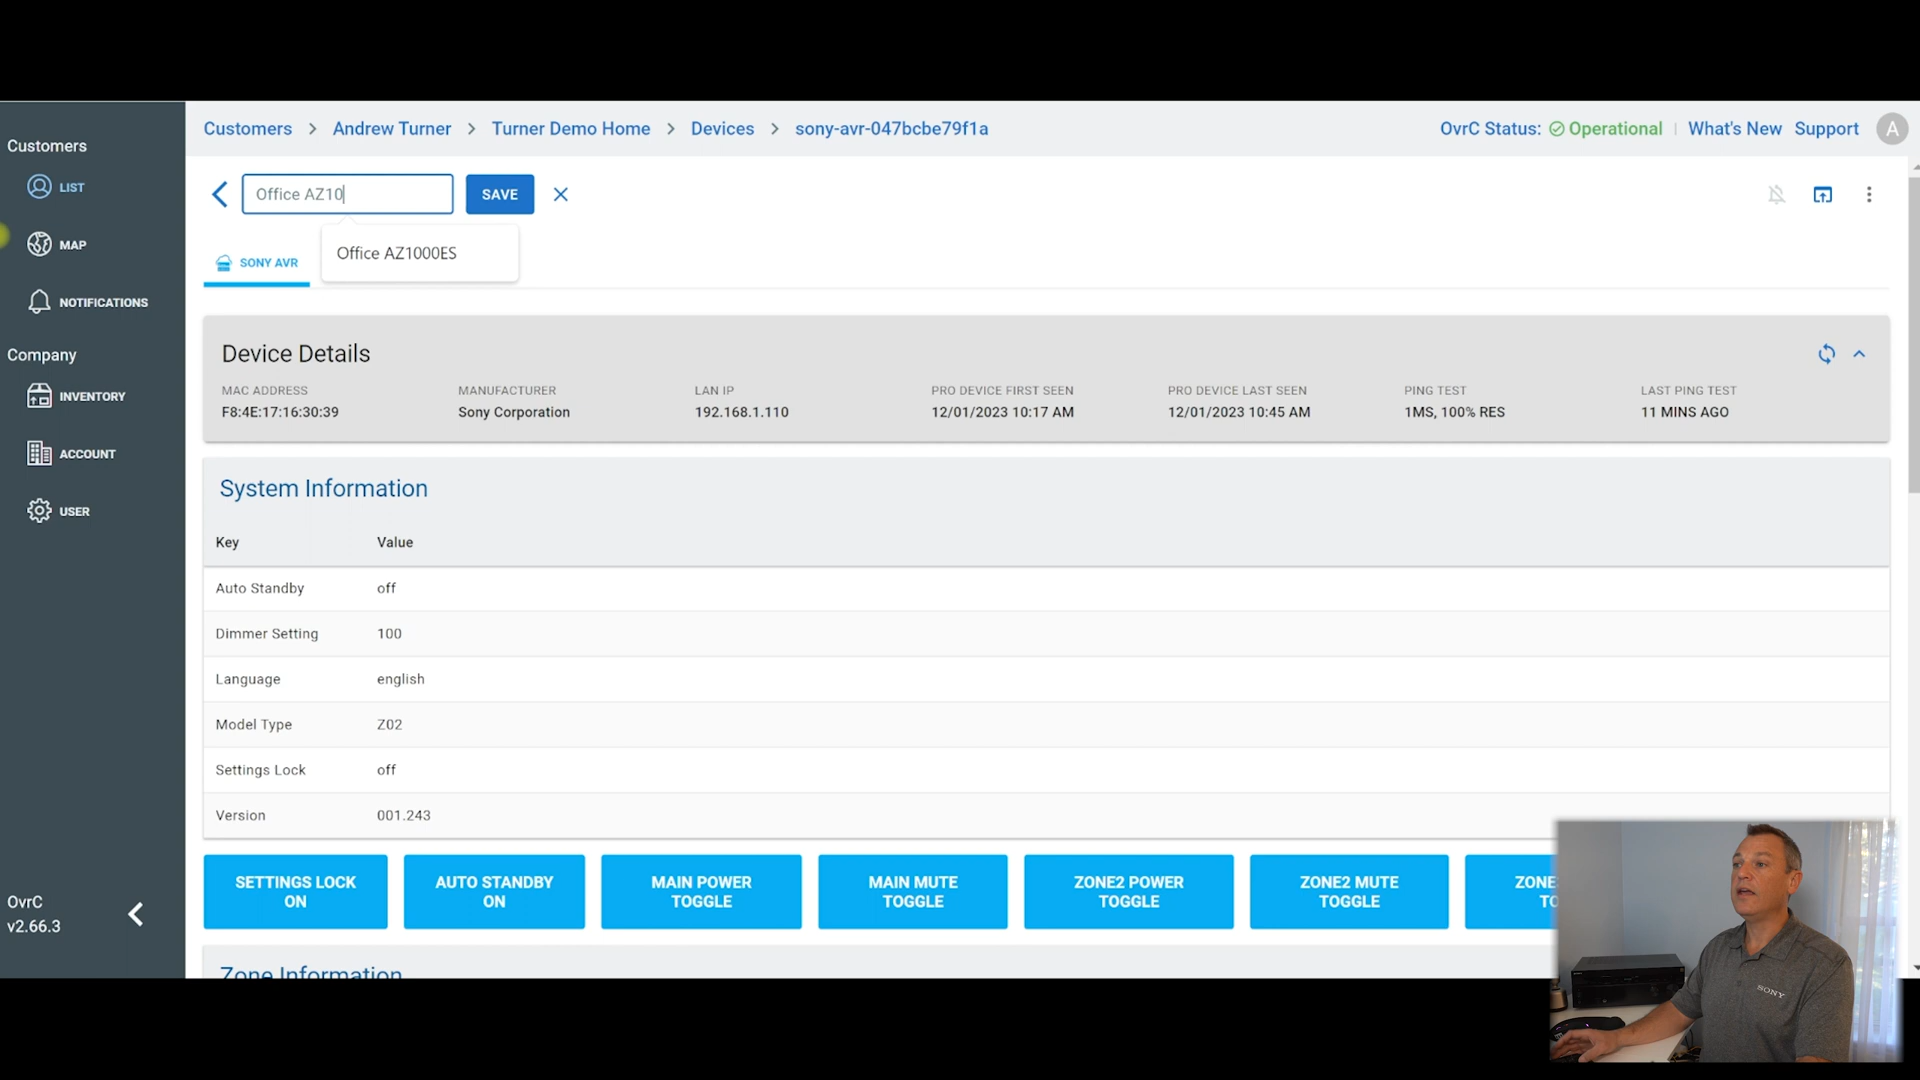 Customers > Andrew Turner > Turner Demo Home > Devices > sony-avr-047bcbe79f1a
OvrC Status: Operational | What's New Support A
Customers
LIST
MAP
NOTIFICATIONS
Company
INVENTORY
ACCOUNT
USER
OvrC
v2.66.3
Office AZ10
SAVE
Office AZ1000ES
SONY AVR
Device Details
MAC ADDRESS
F8:4E:17:16:30:39
MANUFACTURER
Sony Corporation
LAN IP
192.168.1.110
PRO DEVICE FIRST SEEN
12/01/2023 10:17 AM
PRO DEVICE LAST SEEN
12/01/2023 10:45 AM
PING TEST
1MS, 100% RES
LAST PING TEST
11 MINS AGO
System Information
Key Value
Auto Standby off
Dimmer Setting 100
Language english
Model Type Z02
Settings Lock off
Version 001.243
SETTINGS LOCK
ON
AUTO STANDBY
ON
MAIN POWER
TOGGLE
MAIN MUTE
TOGGLE
ZONE2 POWER
TOGGLE
ZONE2 MUTE
TOGGLE
ZONE
TO
Zone Information
SONY